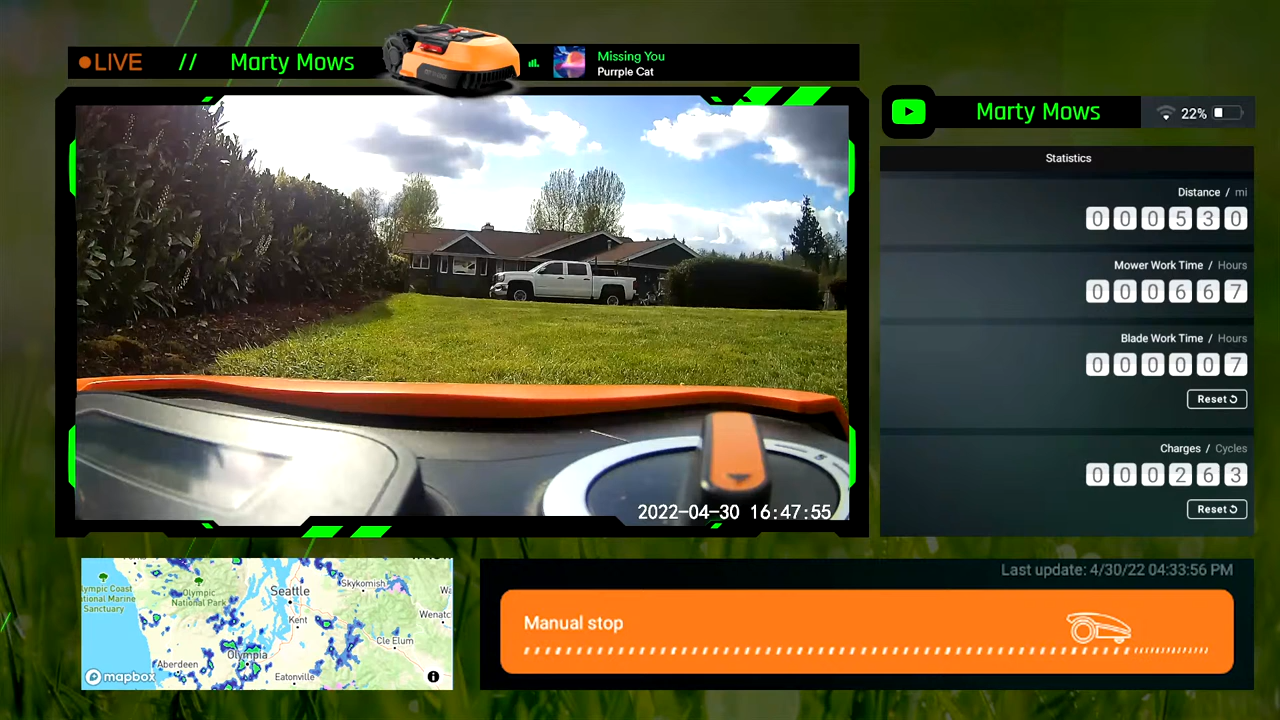 LIVE // Marty Mows
Missing You
Purrple Cat
Marty Mows
22%
Statistics
Distance / mi
000530
Mower Work Time / Hours
000667
Blade Work Time / Hours
000007
Reset
Charges / Cycles
000263
Reset
2022-04-30 16:47:55
Olympic
National Park
ympic Coast
tional Marine
Sanctuary
Seattle
Skykomish
Kent
Wenatc
Cle Elum
Olympia
Aberdeen
Eatonville
mapbox
Last update: 4/30/22 04:33:56 PM
Manual stop